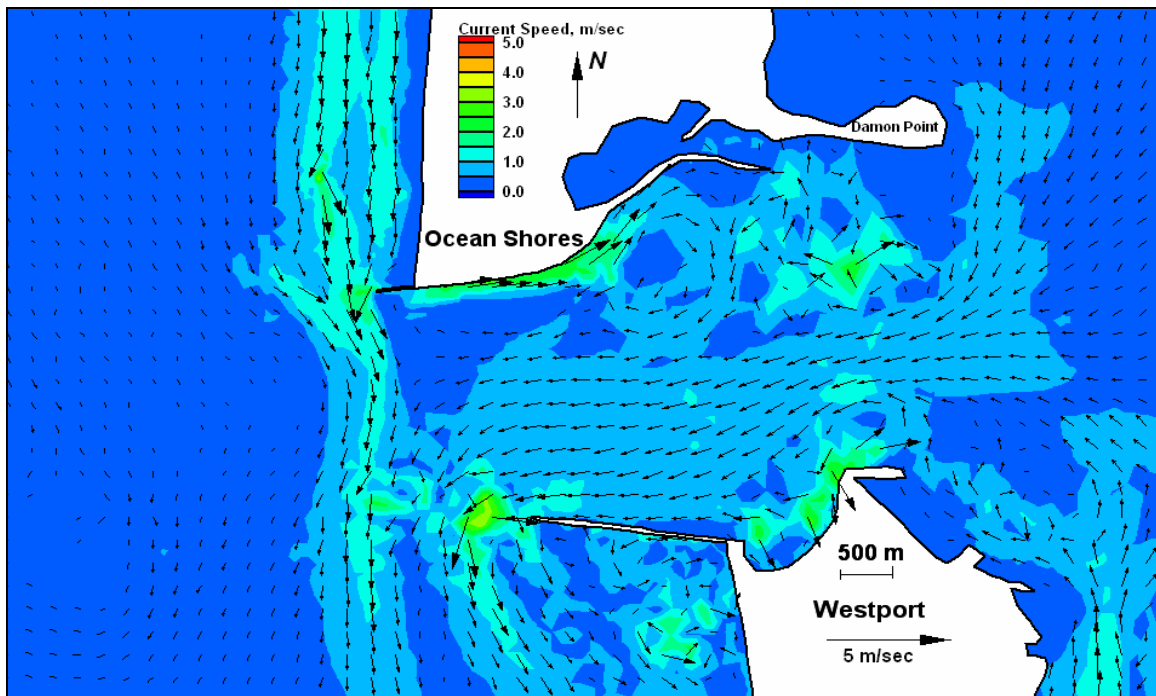 Current Speed, m/sec
5.0
4.0
3.0
2.0
1.0
0.0
N
Damon Point
Ocean Shores
500 m
Westport
5 m/sec